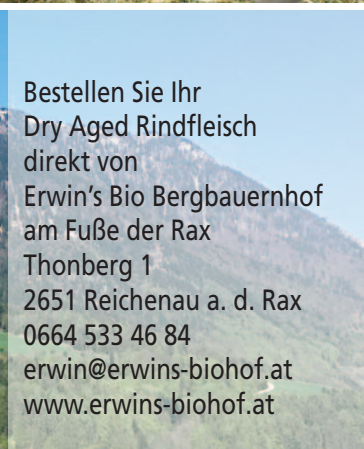 Bestellen Sie Ihr
Dry Aged Rindfleisch
direkt von
Erwin's Bio Bergbauernhof
am Fuße der Rax
Thonberg 1
2651 Reichenau a. d. Rax
0664 533 46 84
erwin@erwins-biohof.at
www.erwins-biohof.at